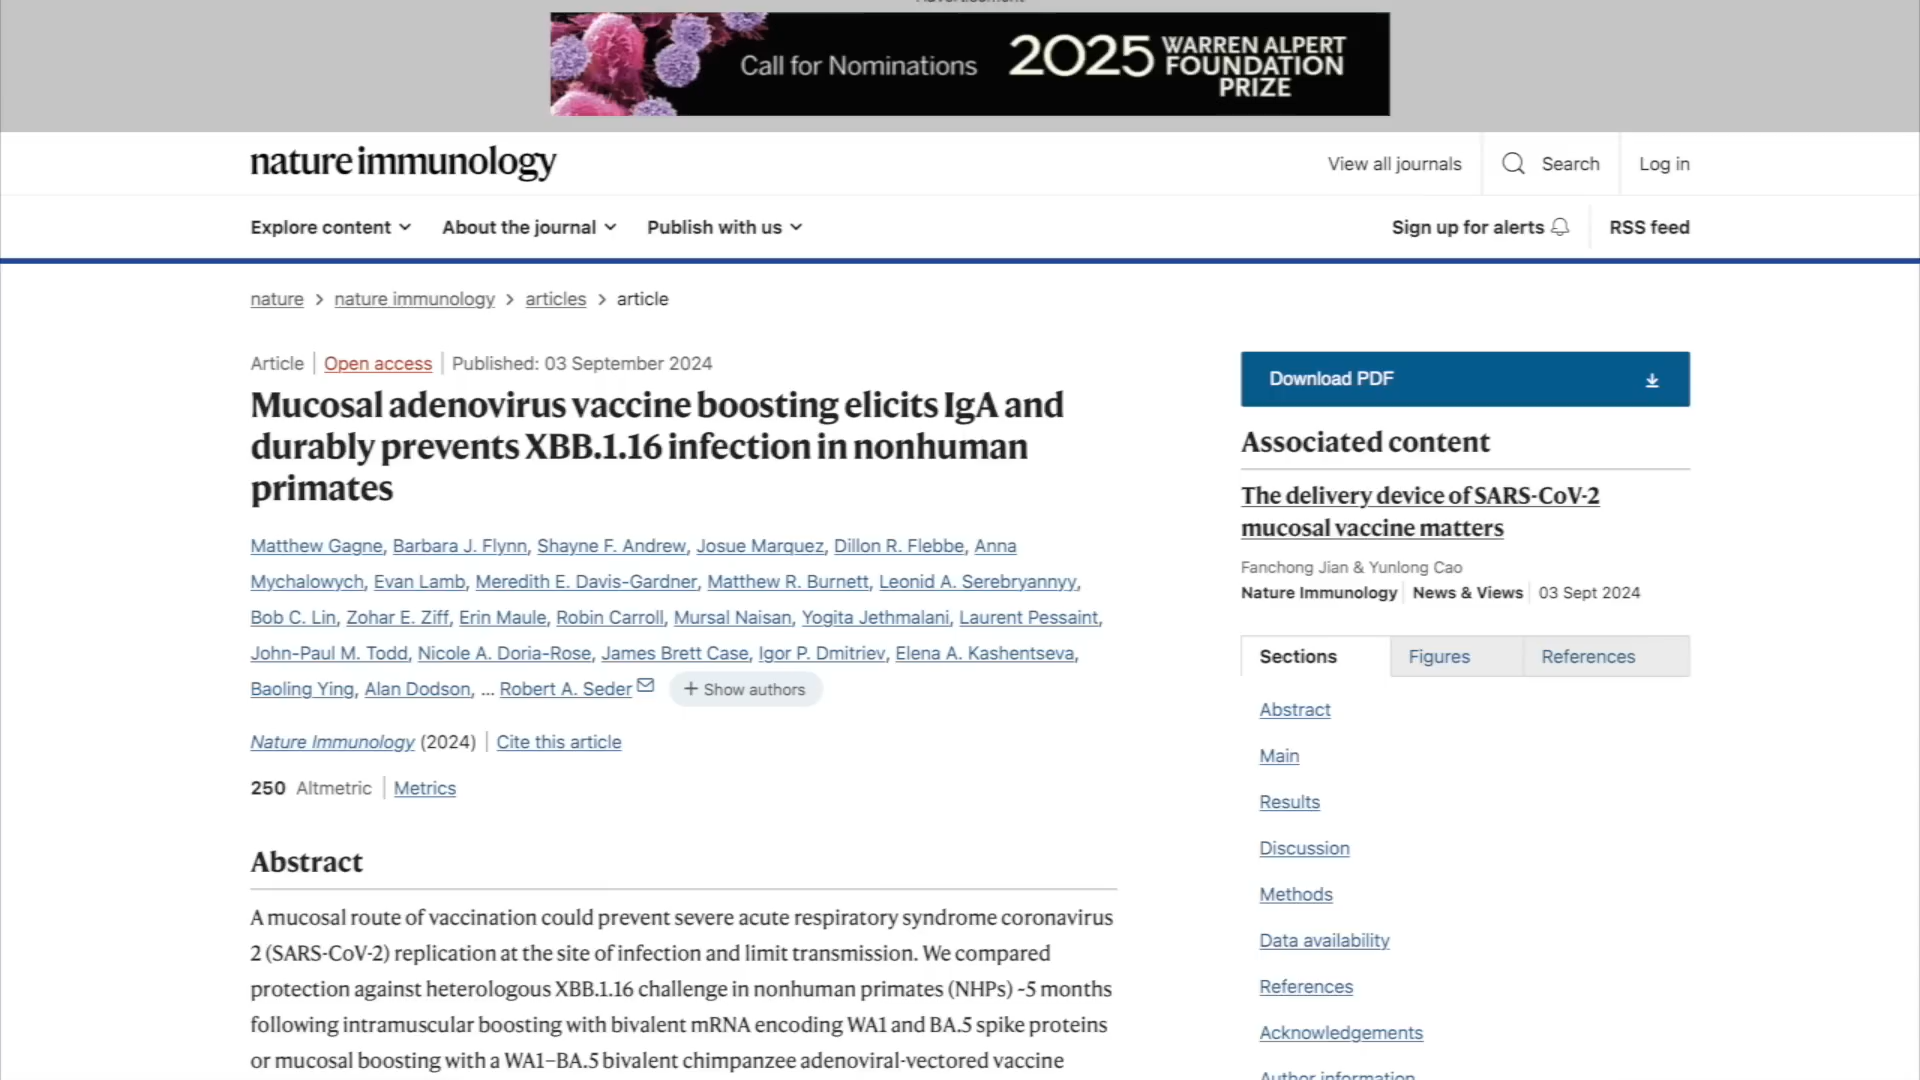 Advertisement
Call for Nominations 2025 WARREN ALPERT
FOUNDATION
PRIZE
nature immunology
View all journals
Search
Log in
Explore content
About the journal
Publish with us
Sign up for alerts
RSS feed
nature > nature immunology > articles > article
Article | Open access | Published: 03 September 2024
Mucosal adenovirus vaccine boosting elicits IgA and
durably prevents XBB.1.16 infection in nonhuman
primates
Matthew Gagne, Barbara J. Flynn, Shayne F. Andrew, Josue Marquez, Dillon R. Flebbe, Anna
Mychalowych, Evan Lamb, Meredith E. Davis-Gardner, Matthew R. Burnett, Leonid A. Serebryannyy,
Bob C. Lin, Zohar E. Ziff, Erin Maule, Robin Carroll, Mursal Naisan, Yogita Jethmalani, Laurent Pessaint,
John-Paul M. Todd, Nicole A. Doria-Rose, James Brett Case, Igor P. Dmitriev, Elena A. Kashentseva,
Baoling Ying, Alan Dodson, ... Robert A. Seder + Show authors
Nature Immunology (2024) | Cite this article
250 Altmetric | Metrics
Abstract
A mucosal route of vaccination could prevent severe acute respiratory syndrome coronavirus
2 (SARS-CoV-2) replication at the site of infection and limit transmission. We compared
protection against heterologous XBB.1.16 challenge in nonhuman primates (NHPs) ~5 months
following intramuscular boosting with bivalent mRNA encoding WA1 and BA.5 spike proteins
or mucosal boosting with a WA1–BA.5 bivalent chimpanzee adenoviral-vectored vaccine
Download PDF
Associated content
The delivery device of SARS-CoV-2
mucosal vaccine matters
Fanchong Jian & Yunlong Cao
Nature Immunology | News & Views | 03 Sept 2024
Sections
Figures
References
Abstract
Main
Results
Discussion
Methods
Data availability
References
Acknowledgements
Author information